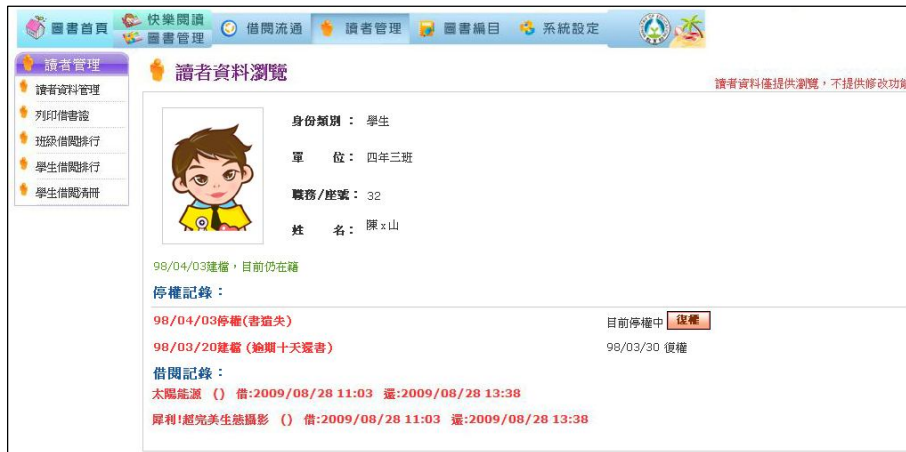 圖書首頁
快樂閱讀
圖書管理
借閱流通
讀者管理
圖書編目
系統設定
讀者管理
讀者資料管理
列印借書證
班級借閱排行
學生借閱排行
學生借閱清冊
讀者資料瀏覽
讀者資料僅提供瀏覽，不提供修改功能
身份類別 ： 學生
單 位： 四年三班
職務/座號： 32
姓 名： 陳x山
98/04/03建檔，目前仍在籍
停權記錄：
98/04/03停權(書遺失) 目前停權中 復權
98/03/20建檔 (逾期十天還書) 98/03/30 復權
借閱記錄：
太陽能源 () 借:2009/08/28 11:03 還:2009/08/28 13:38
犀利!超完美生態攝影 () 借:2009/08/28 11:03 還:2009/08/28 13:38